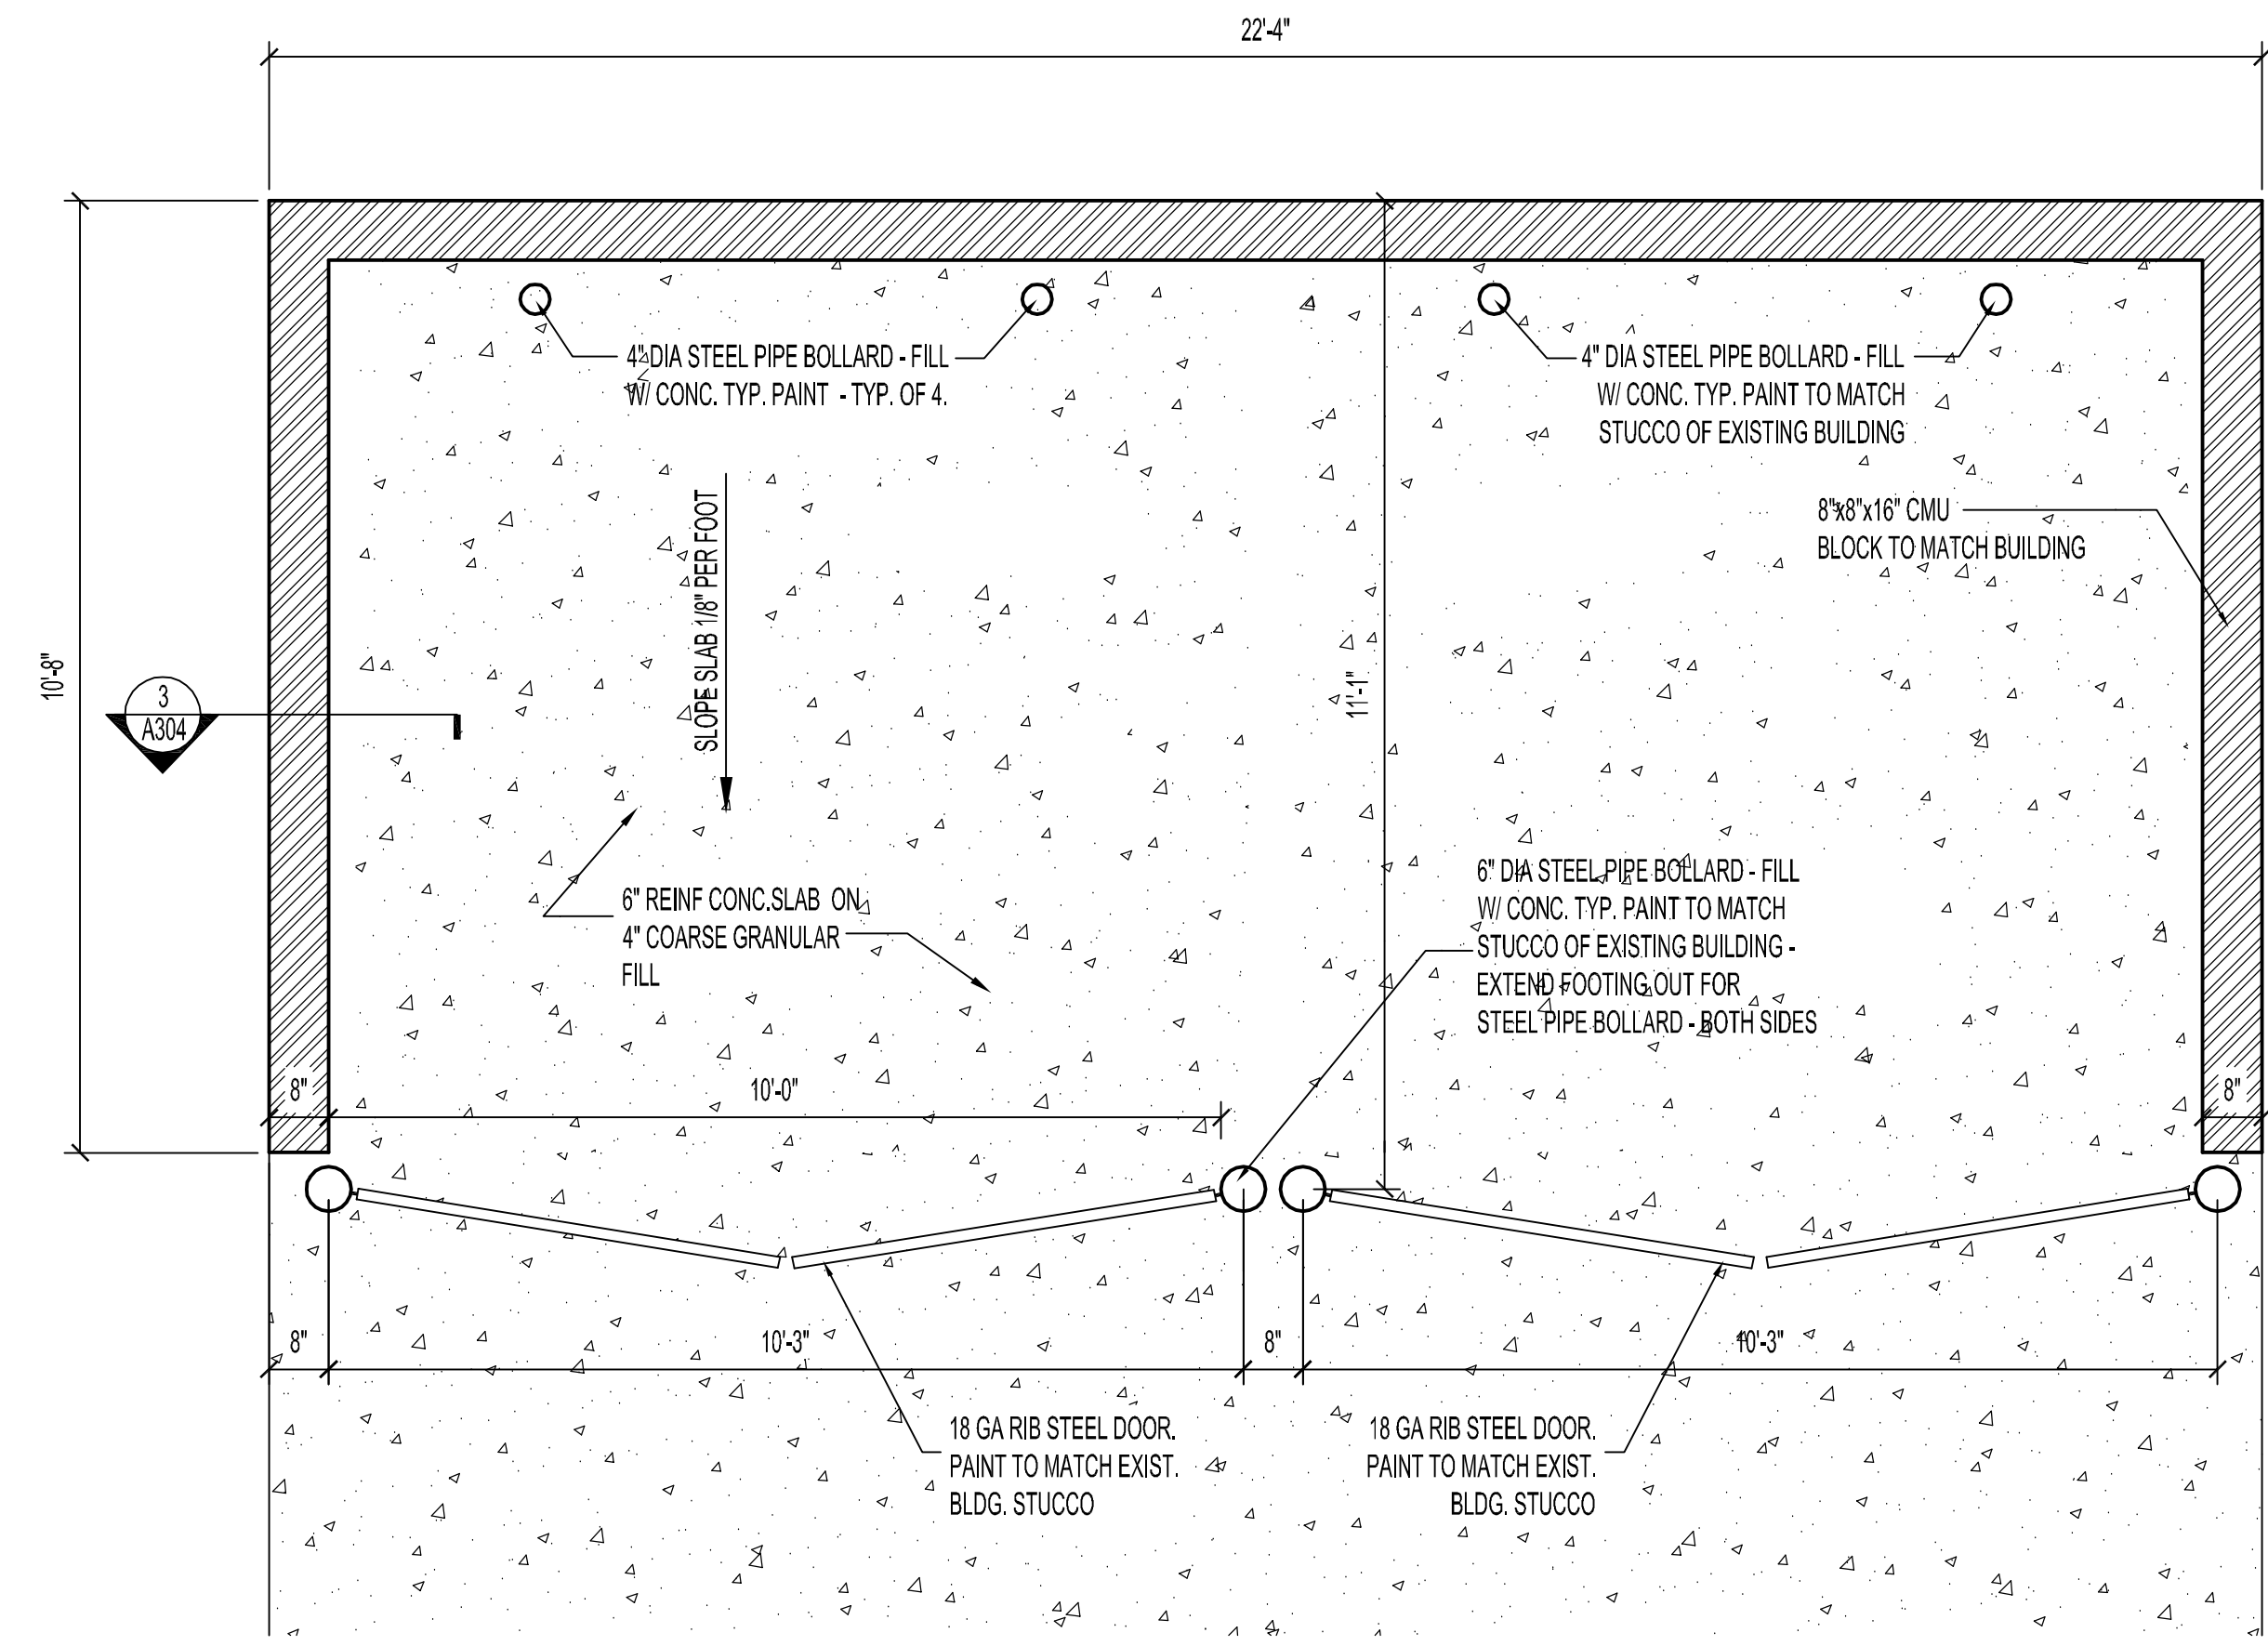 22'-4"
4" DIA STEEL PIPE BOLLARD - FILL
W/ CONC. TYP. PAINT - TYP. OF 4.
4" DIA STEEL PIPE BOLLARD - FILL
W/ CONC. TYP. PAINT TO MATCH
STUCCO OF EXISTING BUILDING
8"x8"x16" CMU
BLOCK TO MATCH BUILDING
SLOPE SLAB 1/8" PER FOOT
10'-8"
11'-1"
3
A304
6" REINF CONC.SLAB ON
4" COARSE GRANULAR
FILL
6" DIA STEEL PIPE BOLLARD - FILL
W/ CONC. TYP. PAINT TO MATCH
STUCCO OF EXISTING BUILDING -
EXTEND FOOTING OUT FOR
STEEL PIPE BOLLARD - BOTH SIDES
8"
10'-0"
8"
8"
10'-3"
8"
10'-3"
18 GA RIB STEEL DOOR.
PAINT TO MATCH EXIST.
BLDG. STUCCO
18 GA RIB STEEL DOOR.
PAINT TO MATCH EXIST.
BLDG. STUCCO